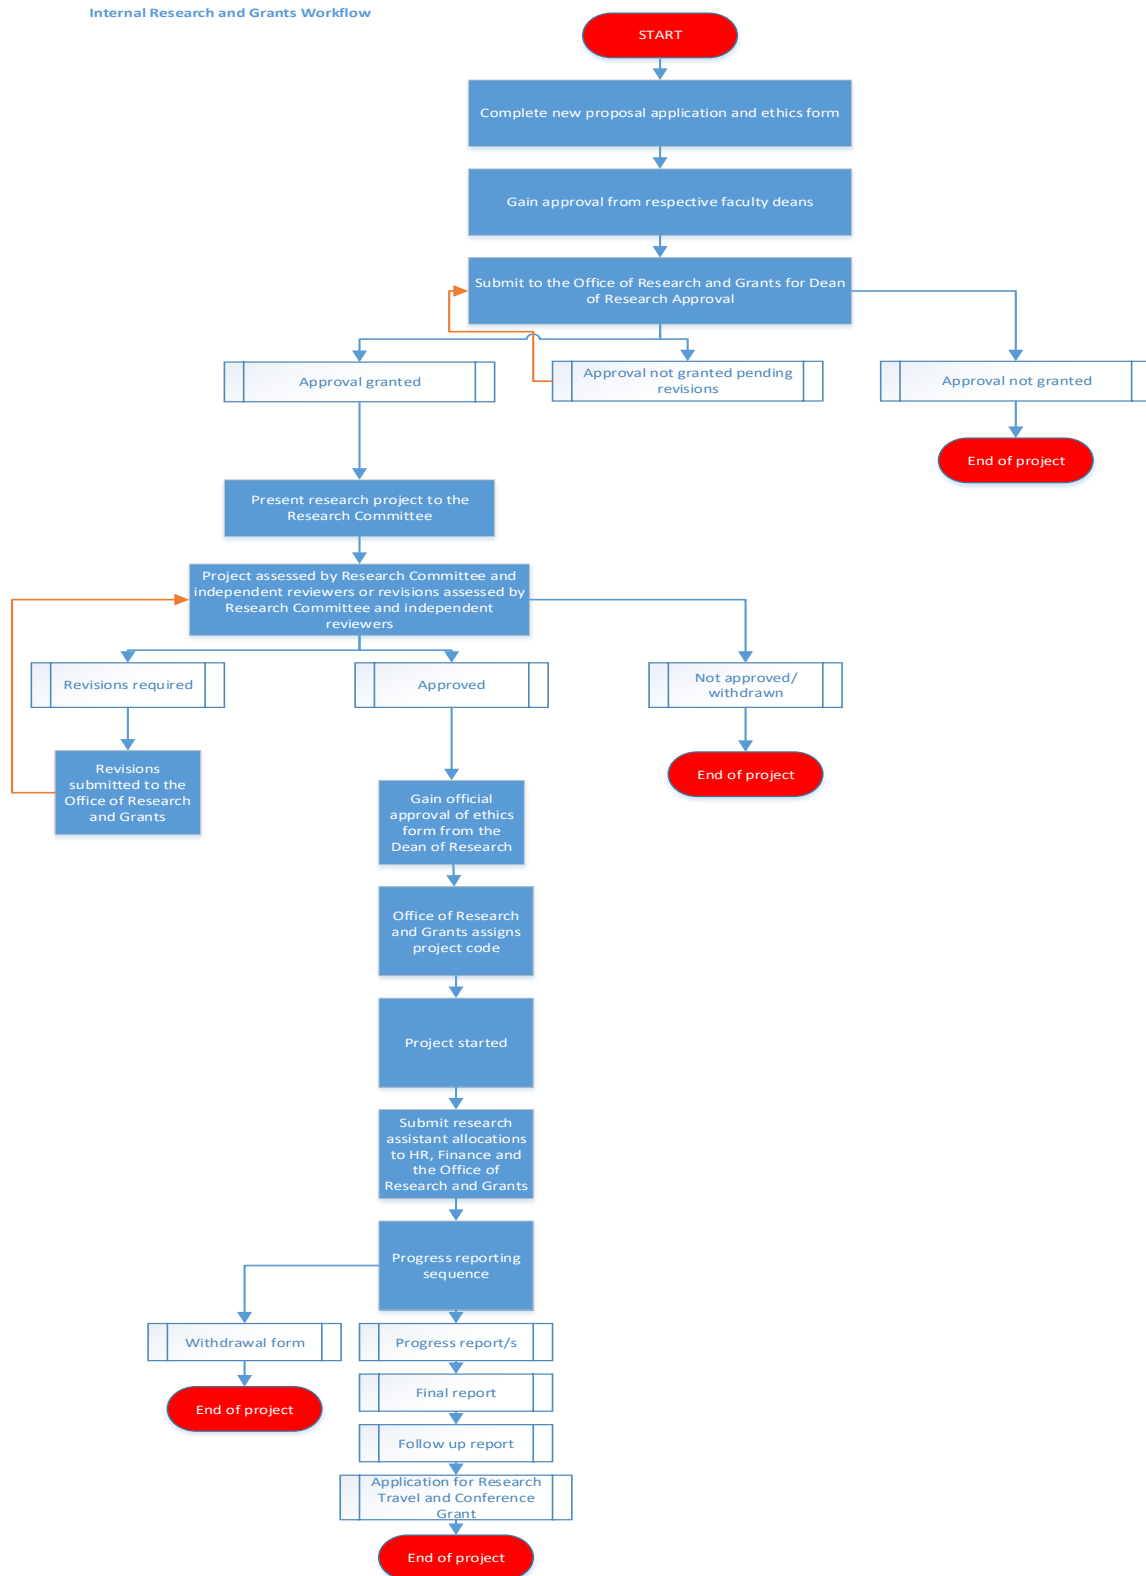 Internal Research and Grants Workflow
START
Complete new proposal application and ethics form
Gain approval from respective faculty deans
Submit to the Office of Research and Grants for Dean
of Research Approval
Approval granted
Approval not granted pending
revisions
Approval not granted
End of project
Present research project to the
Research Committee
Project assessed by Research Committee and
independent reviewers or revisions assessed by
Research Committee and independent
reviewers
Revisions required
Approved
Not approved/
withdrawn
Revisions
submitted to the
Office of Research
and Grants
End of project
Gain official
approval of ethics
form from the
Dean of Research
Office of Research
and Grants assigns
project code
Project started
Submit research
assistant allocations
to HR, Finance and
the Office of
Research and Grants
Progress reporting
sequence
Withdrawal form
Progress report/s
End of project
Final report
Follow up report
Application for Research
Travel and Conference
Grant
End of project